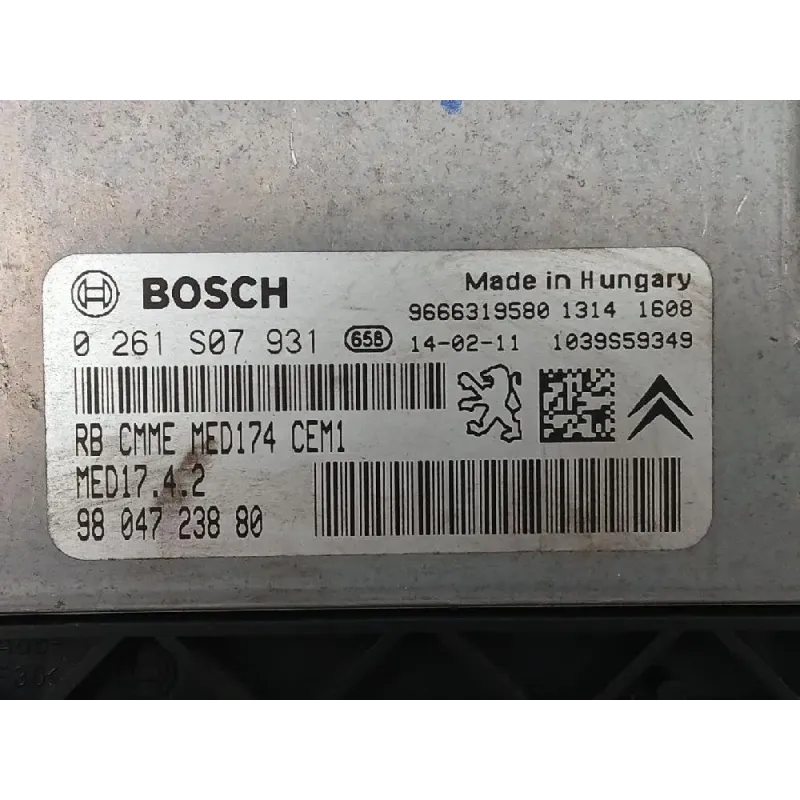 BOSCH
Made in Hungary
9666319580 1314 1608
0 261 S07 931 658 14-02-11 1039S59349
RB CMME MED174 CEM1
MED17.4.2
98 047 238 80